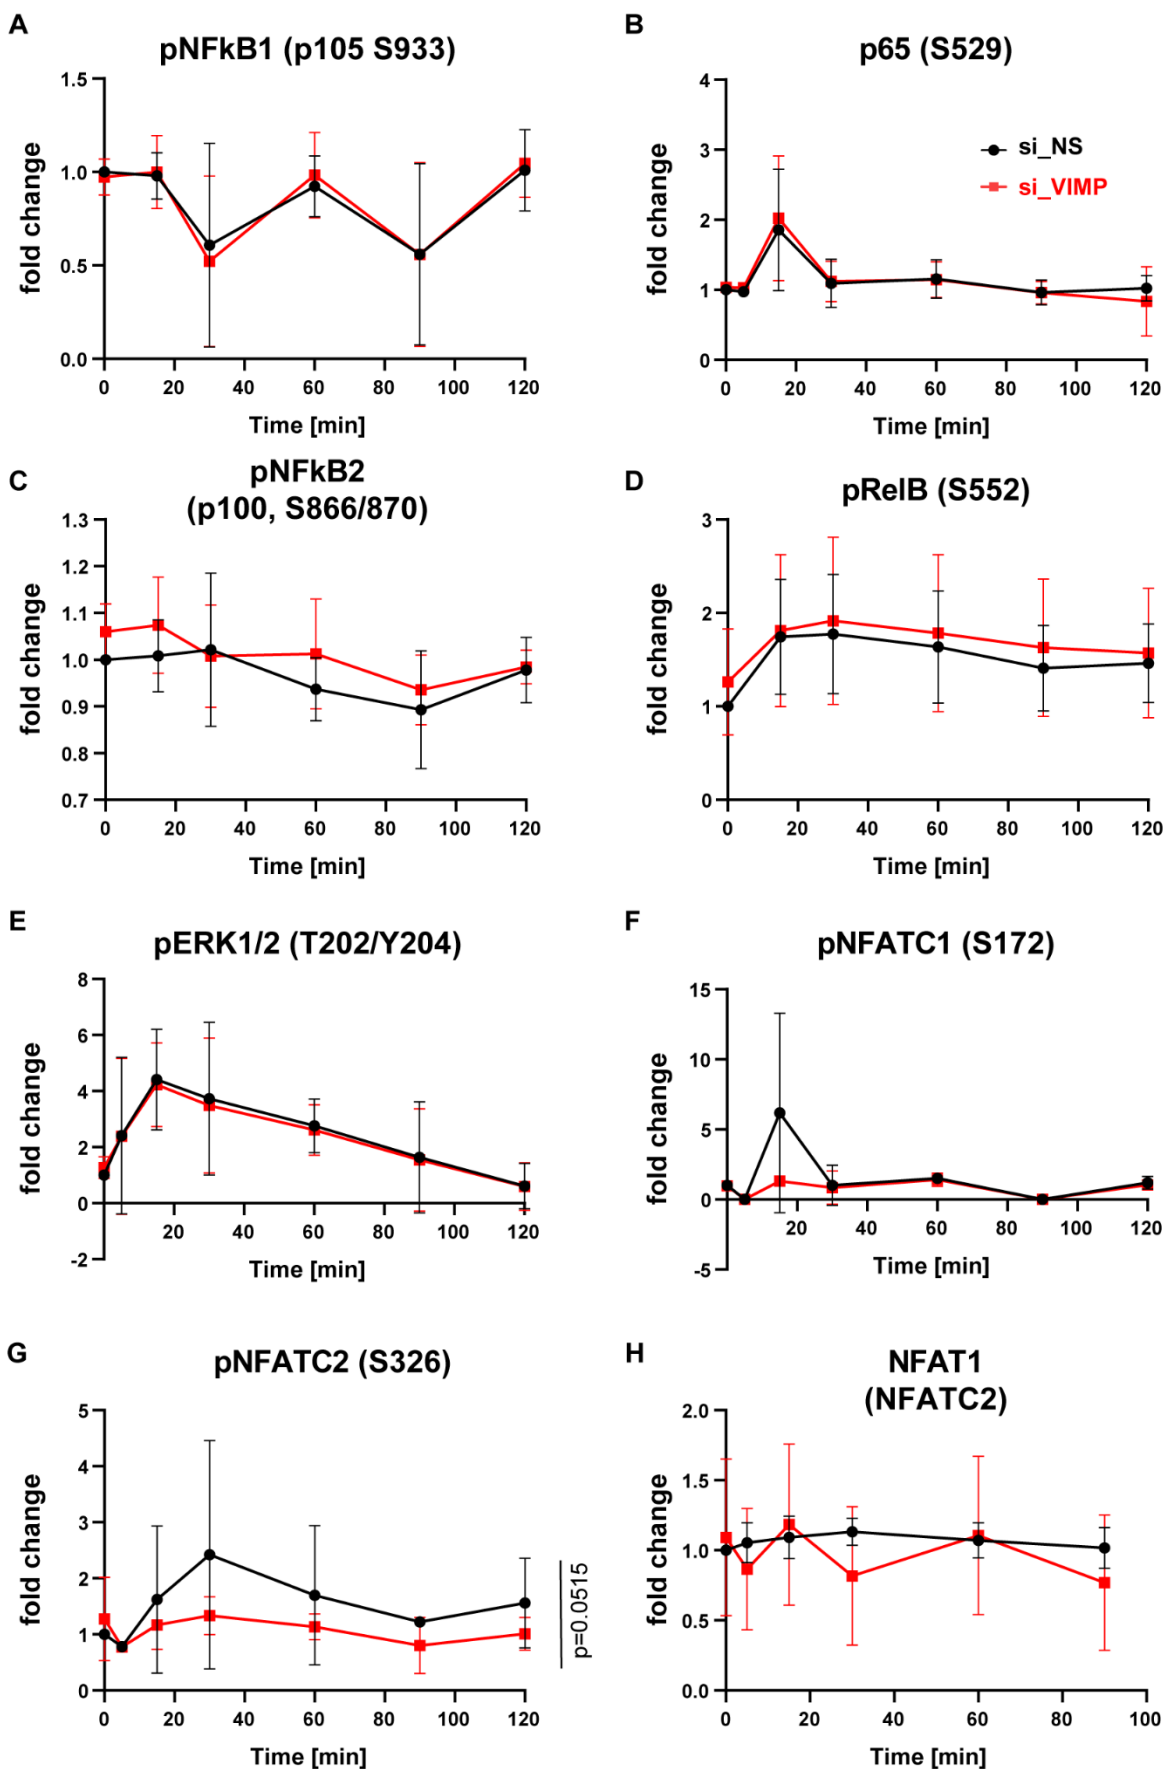 A
pNFkB1 (p105 S933)
fold change
1.5
1.0
0.5
0.0
0 20 40 60 80 100 120
Time [min]
B
p65 (S529)
fold change
4
3
2
1
0
si_NS
si_VIMP
0 20 40 60 80 100 120
Time [min]
C
pNFkB2
(p100, S866/870)
fold change
1.3
1.2
1.1
1.0
0.9
0.8
0.7
0 20 40 60 80 100 120
Time [min]
D
pRelB (S552)
fold change
3
2
1
0
0 20 40 60 80 100 120
Time [min]
E
pERK1/2 (T202/Y204)
fold change
8
6
4
2
0
-2
20 40 60 80 100 120
Time [min]
F
pNFATC1 (S172)
fold change
15
10
5
0
-5
20 40 60 80 100 120
Time [min]
G
pNFATC2 (S326)
fold change
5
4
3
2
1
0
0 20 40 60 80 100 120
Time [min]
p=0.0515
H
NFAT1
(NFATC2)
fold change
2.0
1.5
1.0
0.5
0.0
0 20 40 60 80 100
Time [min]